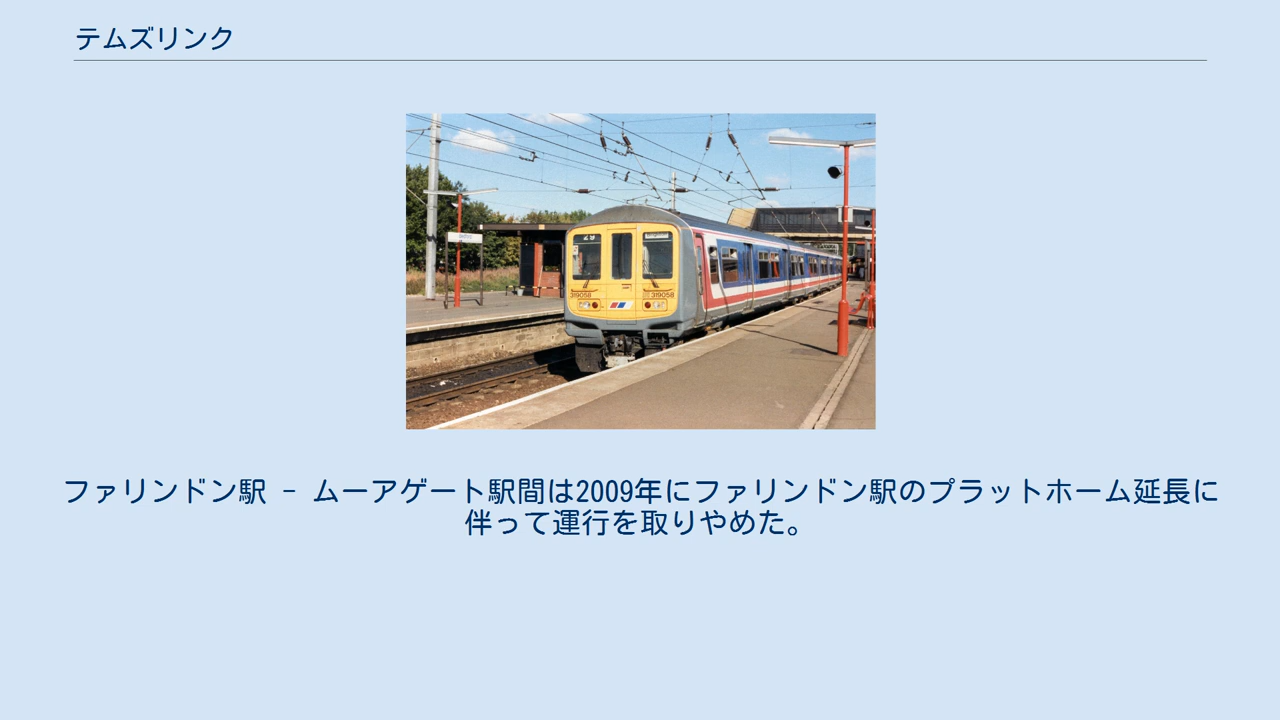 テムズリンク
29
319058
319058
ファリンドン駅 – ムーアゲート駅間は2009年にファリンドン駅のプラットホーム延長に
伴って運行を取りやめた。